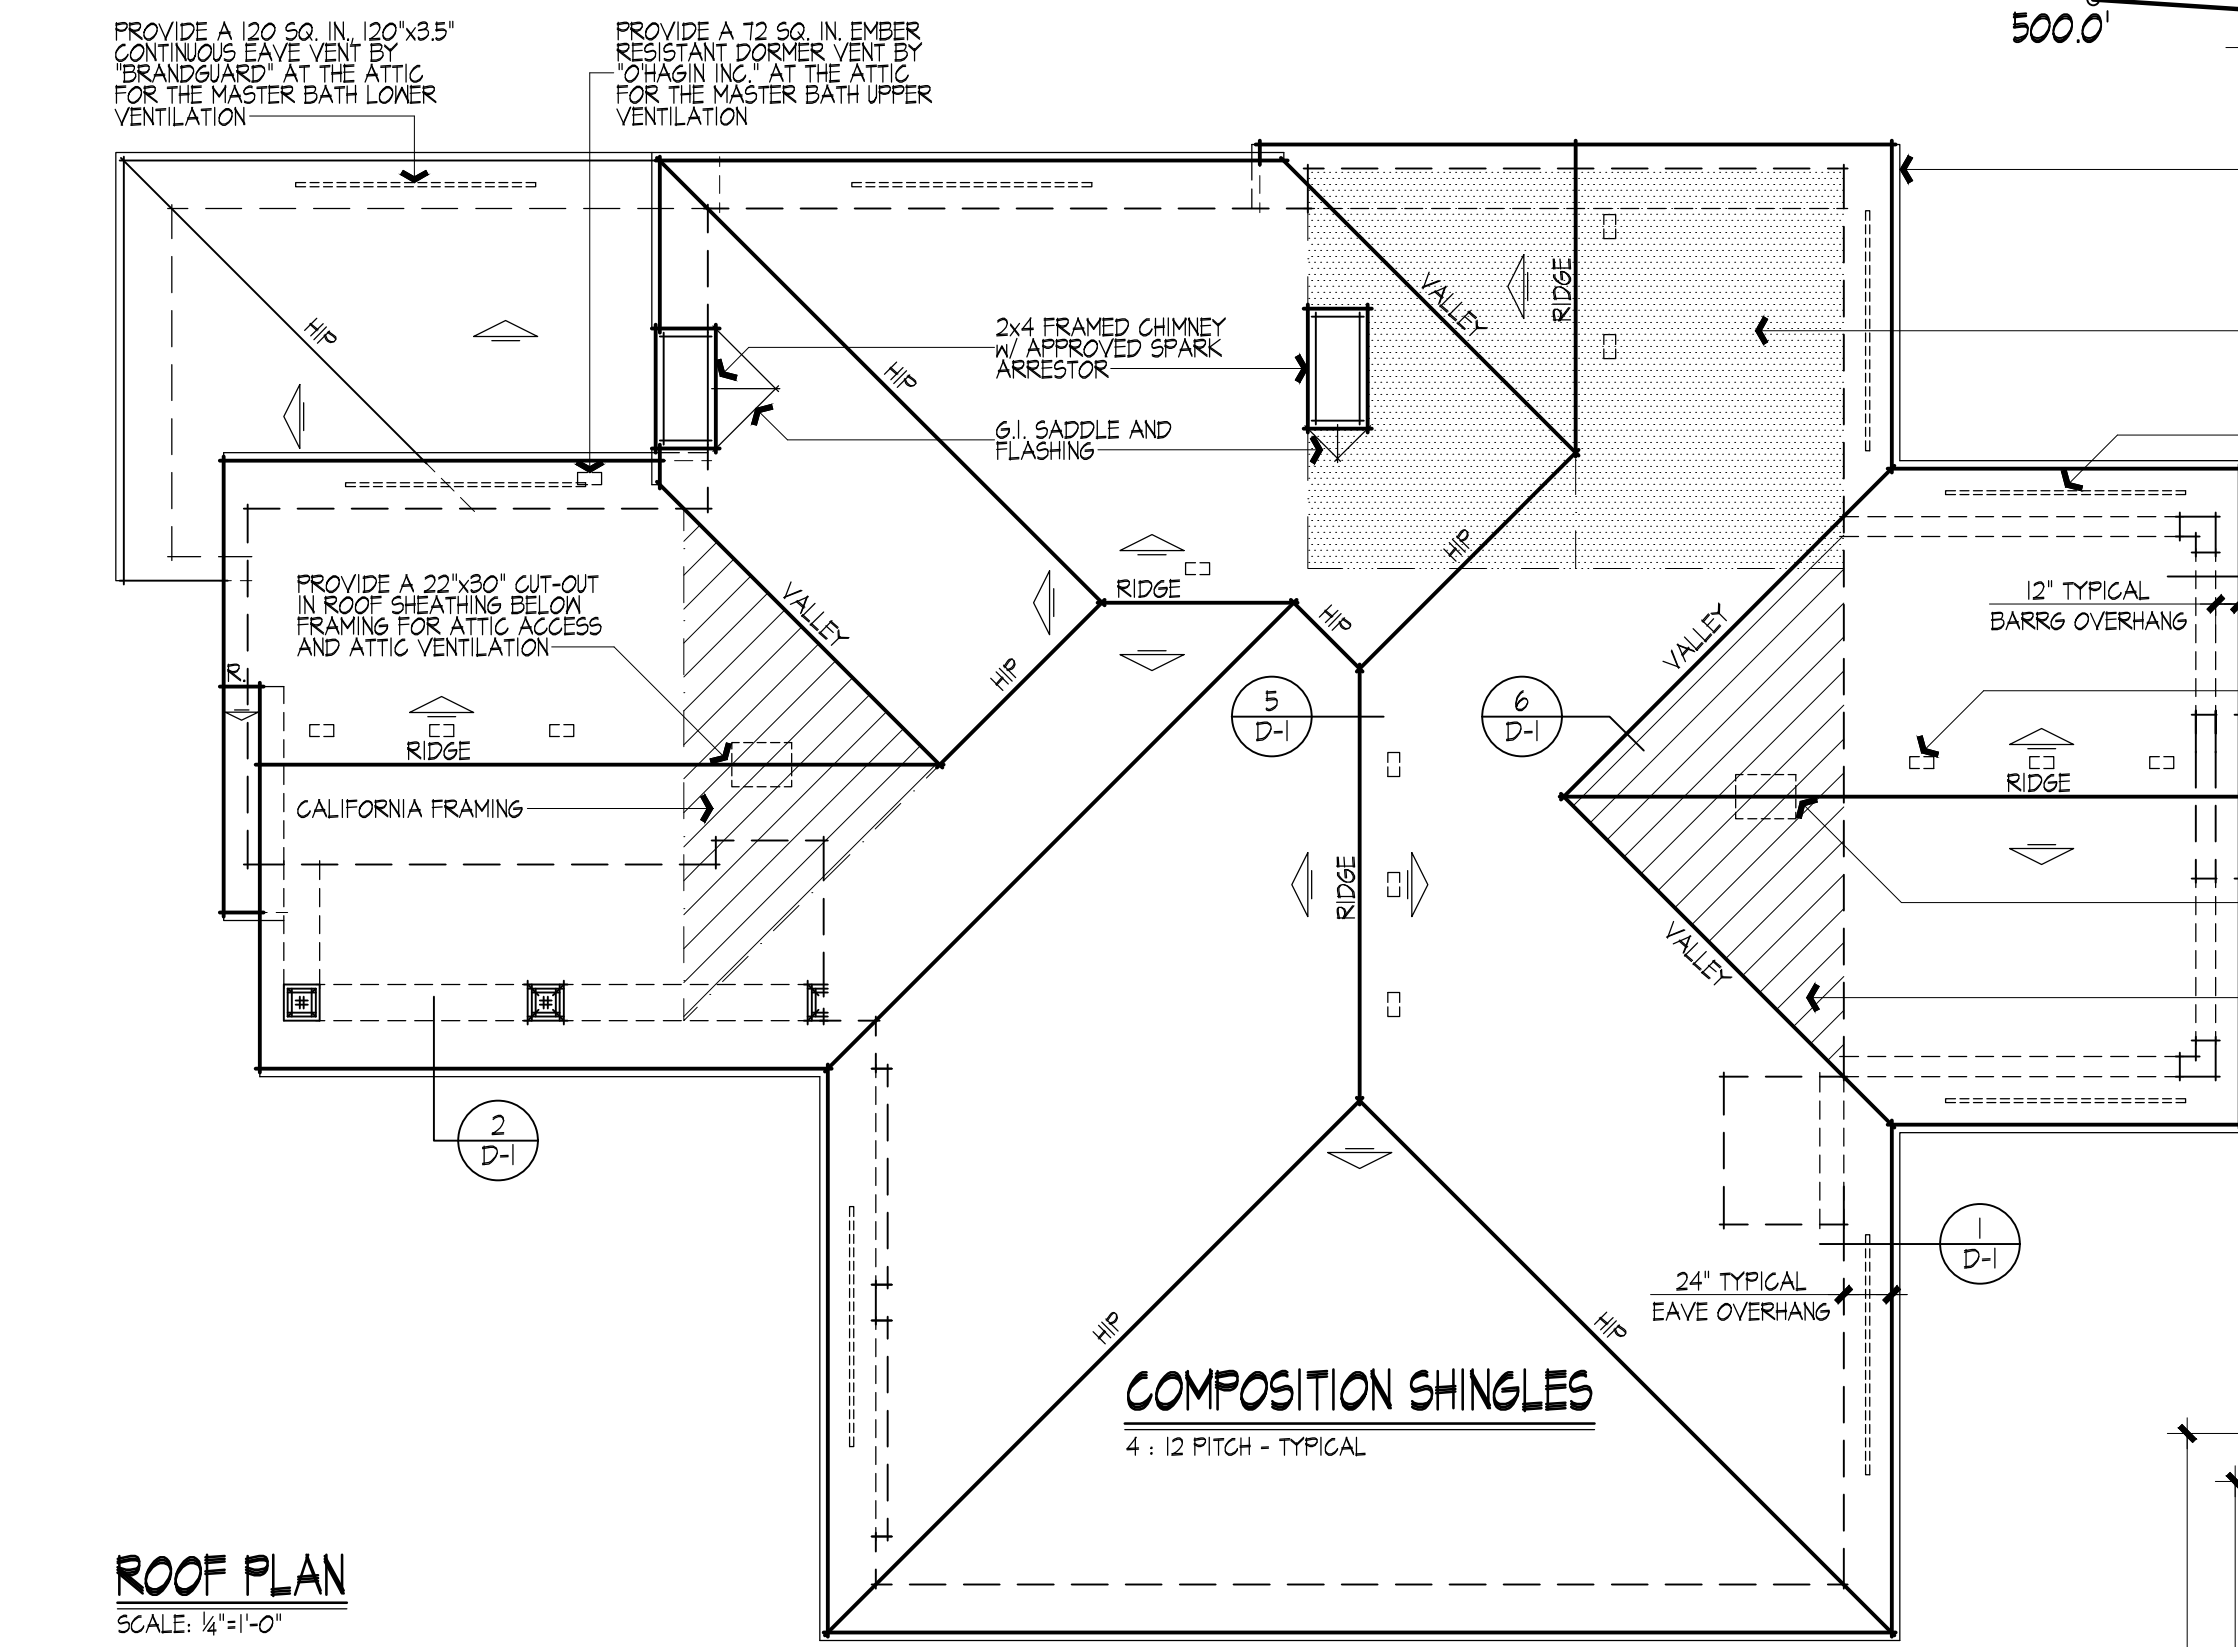 PROVIDE A 120 SQ. IN., 120"x3.5"
CONTINUOUS EAVE VENT BY
"BRANDGUARD" AT THE ATTIC
FOR THE MASTER BATH LOWER
VENTILATION
PROVIDE A 72 SQ. IN. EMBER
RESISTANT DORMER VENT BY
"O'HAGIN INC." AT THE ATTIC
FOR THE MASTER BATH UPPER
VENTILATION
500.0'
HIP
HIP
2x4 FRAMED CHIMNEY
W/ APPROVED SPARK
ARRESTOR
G.I. SADDLE AND
FLASHING
VALLEY
RIDGE
HIP
PROVIDE A 22"x30" CUT-OUT
IN ROOF SHEATHING BELOW
FRAMING FOR ATTIC ACCESS
AND ATTIC VENTILATION
VALLEY
RIDGE
HIP
HIP
VALLEY
12" TYPICAL
BARRG OVERHANG
R.
5
D-1
6
D-1
RIDGE
RIDGE
CALIFORNIA FRAMING
RIDGE
VALLEY
2
D-1
1
D-1
24" TYPICAL
EAVE OVERHANG
HIP
HIP
COMPOSITION SHINGLES
4 : 12 PITCH - TYPICAL
ROOF PLAN
SCALE: ¼"=1'-0"